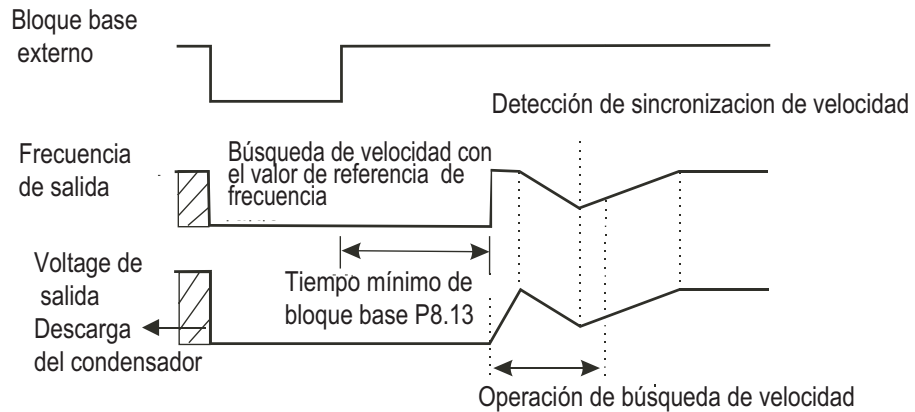 Bloque base
externo
Detección de sincronizacion de velocidad
Frecuencia
de salida
Búsqueda de velocidad con
el valor de referencia de
frecuencia
Voltage de
salida
Descarga
del condensador
Tiempo mínimo de
bloque base P8.13
Operación de búsqueda de velocidad